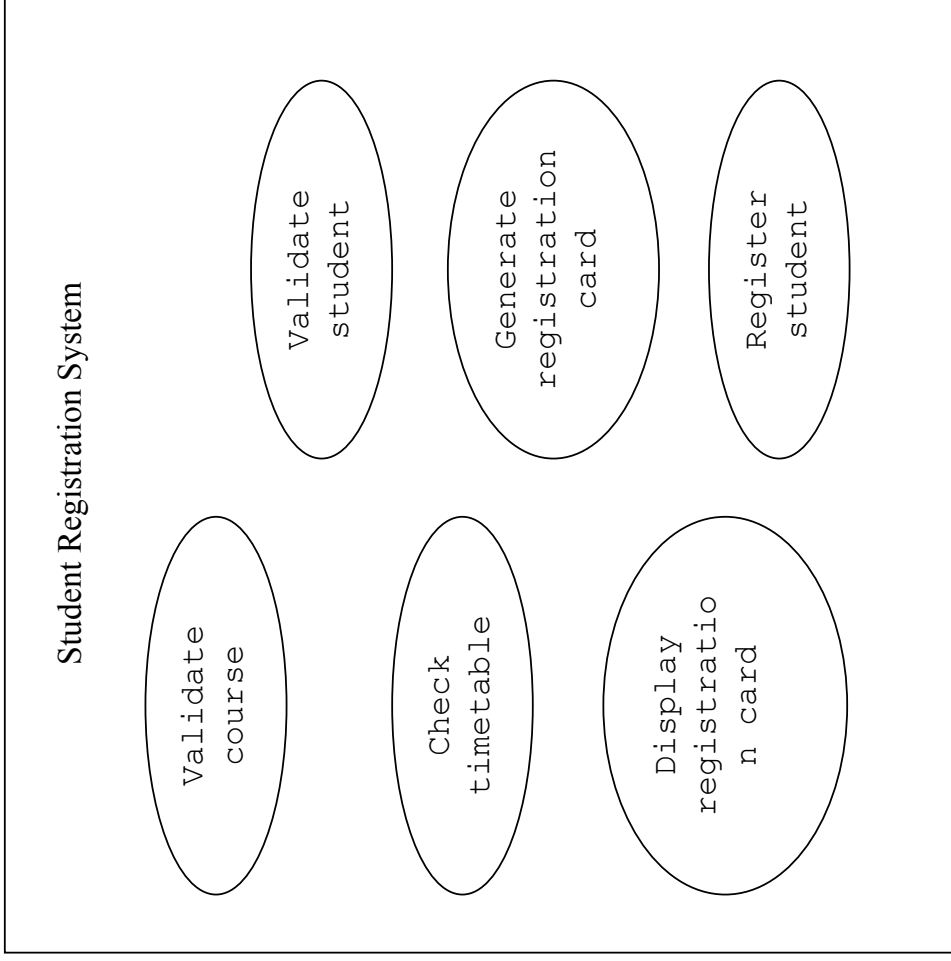 Student Registration System
Validate
course
Validate
student
Check
timetable
Generate
registration
card
Display
registratio
n card
Register
student